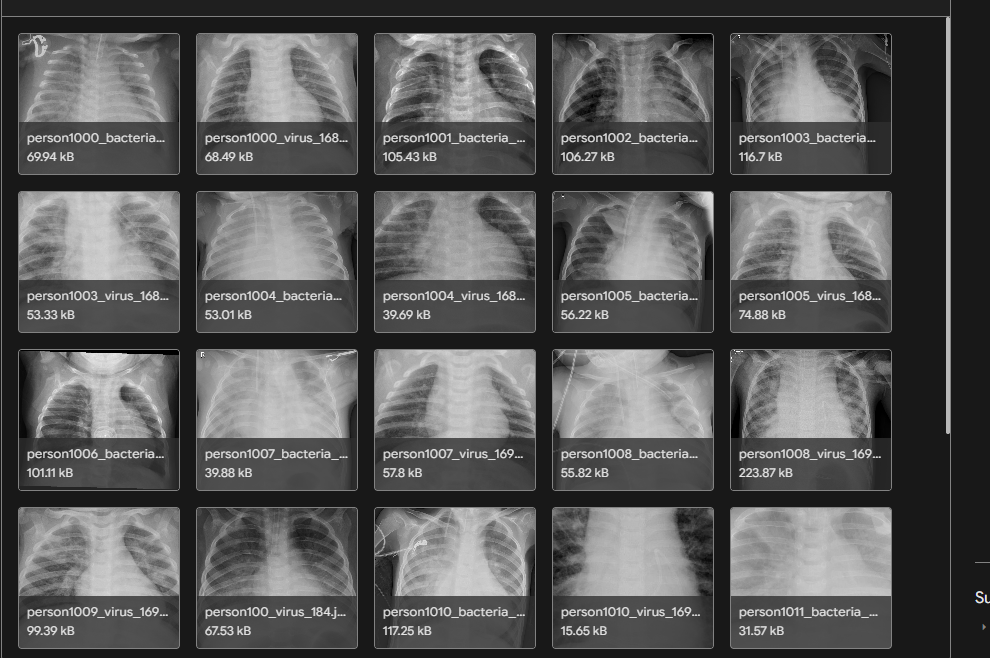 person1000_bacteria...
69.94 kB
person1000_virus_168...
68.49 kB
person1001_bacteria_...
105.43 kB
person1002_bacteria...
106.27 kB
person1003_bacteria...
116.7 kB
person1003_virus_168...
53.33 kB
person1004_bacteria...
53.01 kB
person1004_virus_168...
39.69 kB
person1005_bacteria...
56.22 kB
person1005_virus_168...
74.88 kB
person1006_bacteria...
101.11 kB
person1007_bacteria_...
39.88 kB
person1007_virus_169...
57.8 kB
person1008_bacteria...
55.82 kB
person1008_virus_169...
223.87 kB
person1009_virus_169...
99.39 kB
person100_virus_184.j...
67.53 kB
person1010_bacteria_...
117.25 kB
person1010_virus_169...
15.65 kB
person1011_bacteria_...
31.57 kB
Su